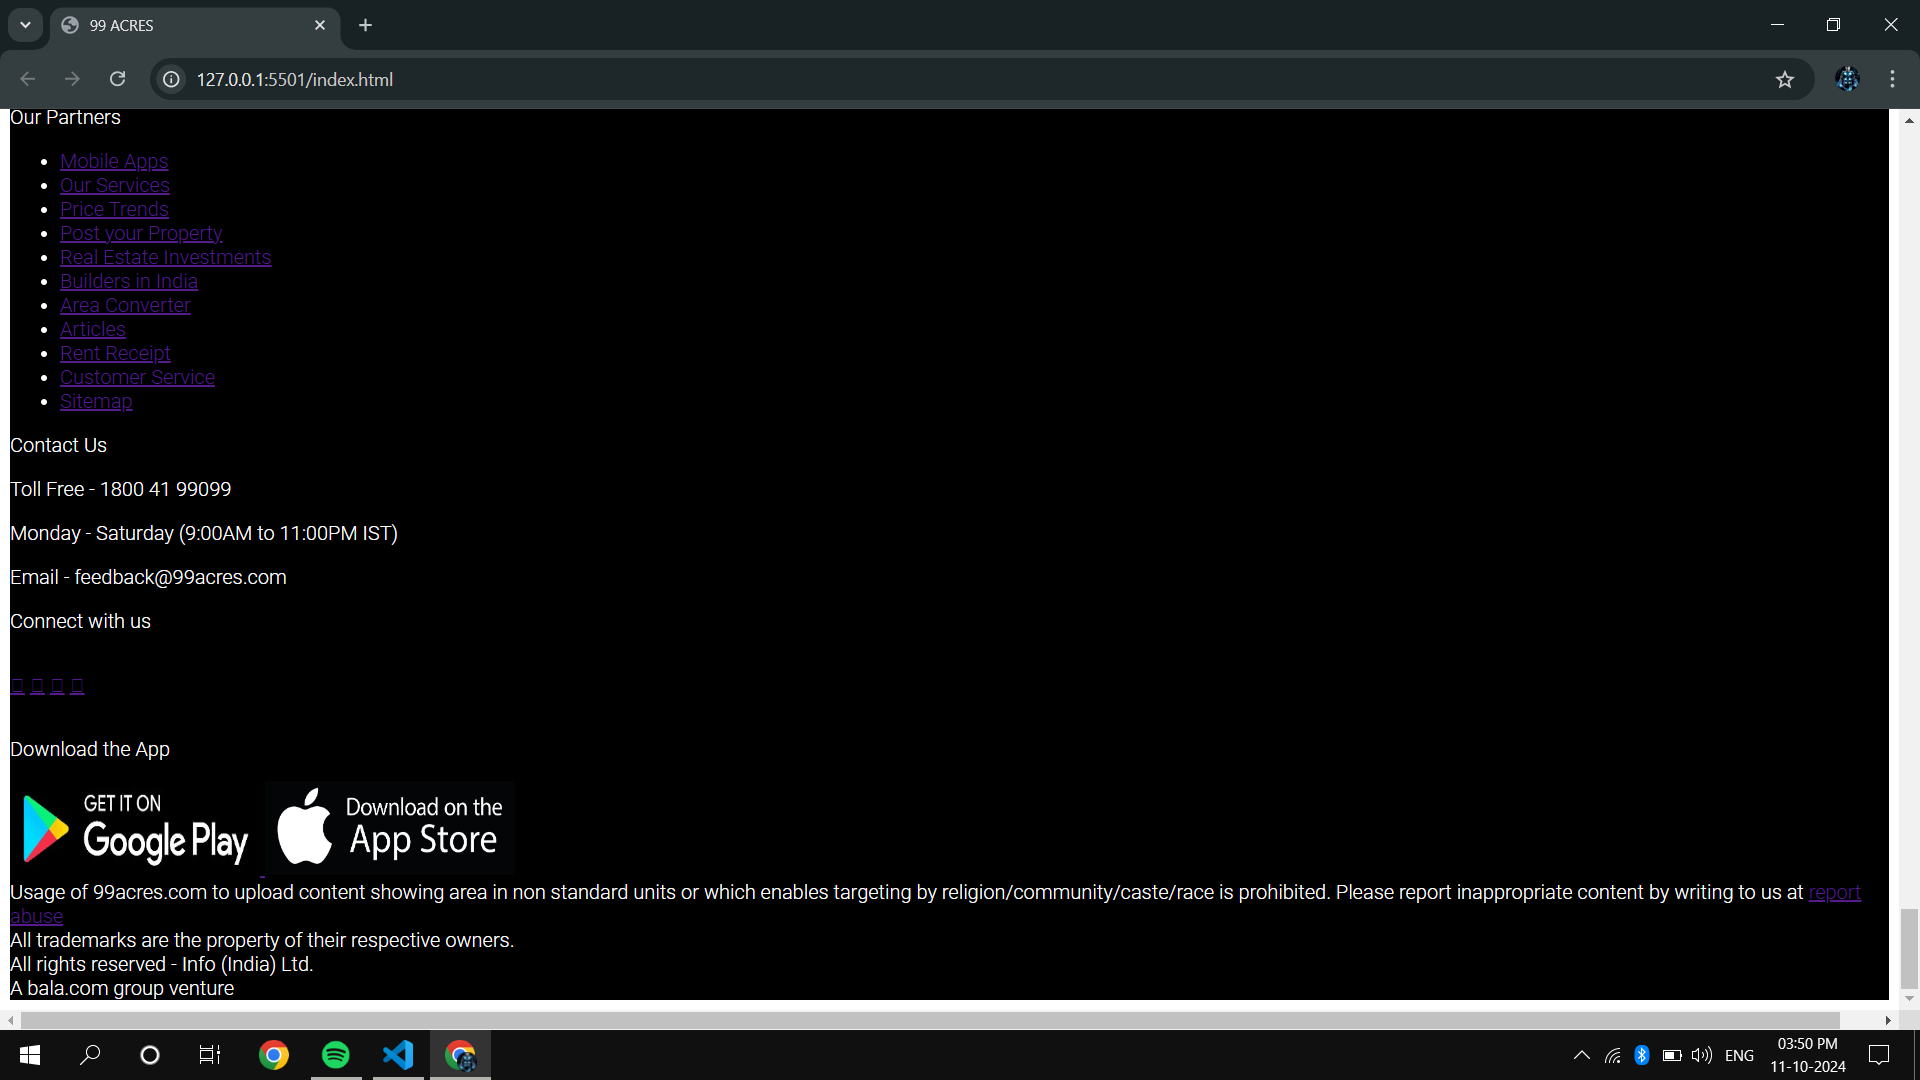 99 ACRES
127.0.0.1:5501/index.html
Our Partners
Mobile Apps
Our Services
Price Trends
Post your Property
Real Estate Investments
Builders in India
Area Converter
Articles
Rent Receipt
Customer Service
Sitemap
Contact Us
Toll Free - 1800 41 99099
Monday - Saturday (9:00AM to 11:00PM IST)
Email - feedback@99acres.com
Connect with us
Download the App
GET IT ON
Google Play
Download on the
App Store
Usage of 99acres.com to upload content showing area in non standard units or which enables targeting by religion/community/caste/race is prohibited. Please report inappropriate content by writing to us at report
abuse
All trademarks are the property of their respective owners.
All rights reserved - Info (India) Ltd.
A bala.com group venture
ENG
03:50 PM
11-10-2024